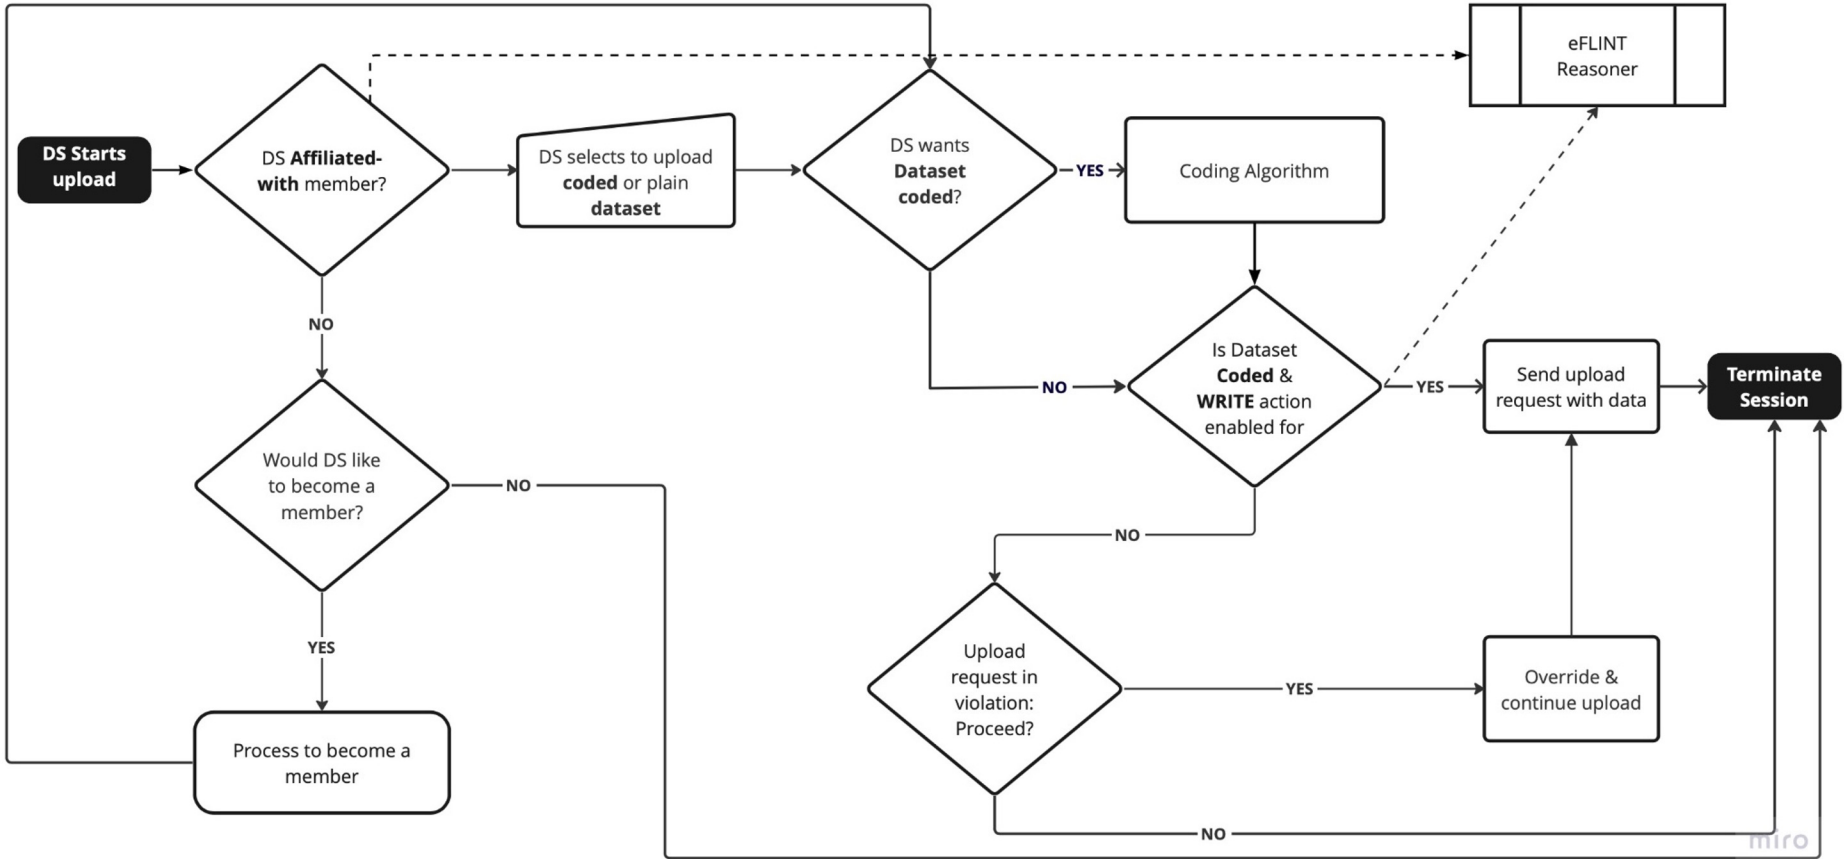 eFLINT
Reasoner
DS Starts
upload
DS Affiliated-
with member?
DS selects to upload
coded or plain
dataset
DS wants
Dataset
coded?
YES
Coding Algorithm
NO
NO
Is Dataset
Coded &
WRITE action
enabled for
YES
Send upload
request with data
Terminate
Session
Would DS like
to become a
member?
NO
NO
YES
Upload
request in
violation:
Proceed?
YES
Override &
continue upload
Process to become a
member
NO
miro